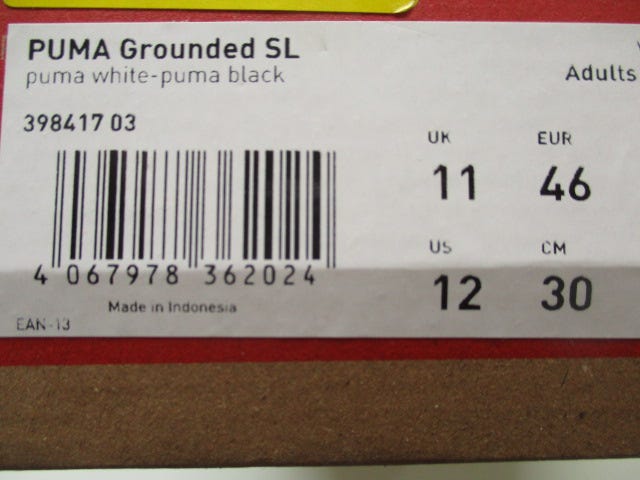 PUMA Grounded SL
puma white-puma black
Adults
398417 03
UK EUR
11 46
US CM
12 30
4 067978 362024
Made in Indonesia
EAN-13